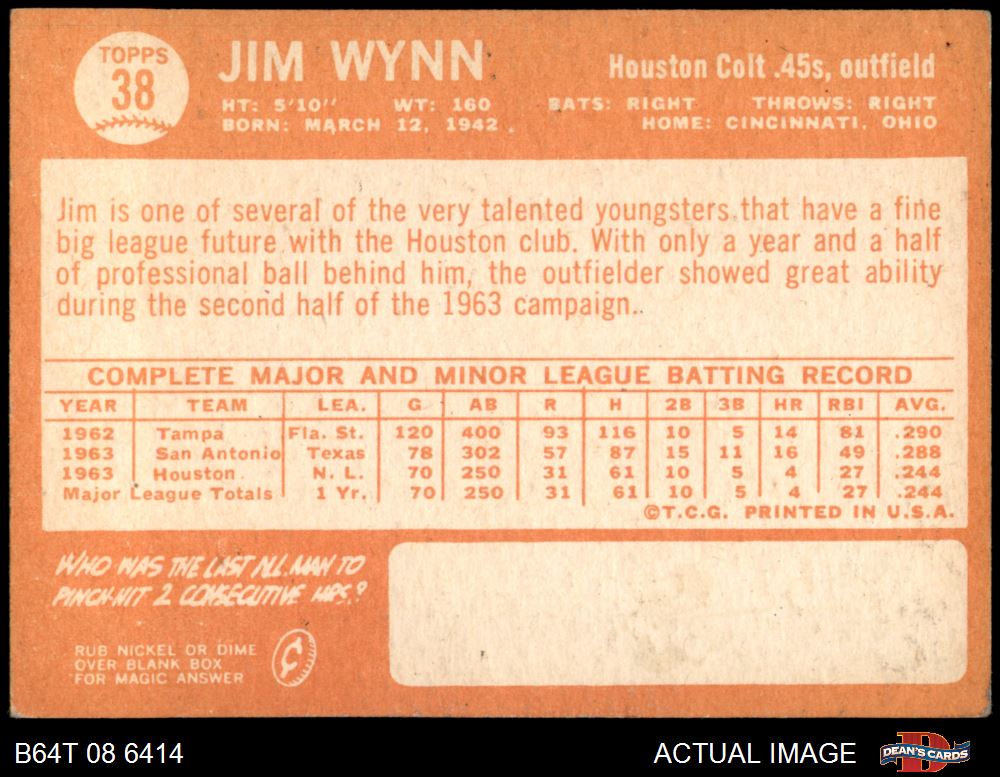 TOPPS
38
JIM WYNN
Houston Colt .45s, outfield
HT: 5'10" WT: 160 BATS: RIGHT THROWS: RIGHT
BORN: MARCH 12, 1942 HOME: CINCINNATI, OHIO
Jim is one of several of the very talented youngsters that have a fine
big league future with the Houston club. With only a year and a half
of professional ball behind him, the outfielder showed great ability
during the second half of the 1963 campaign.
COMPLETE MAJOR AND MINOR LEAGUE BATTING RECORD
YEAR TEAM LEA. G AB R H 2B 3B HR RBI AVG.
1962 Tampa Fla. St. 120 400 93 116 10 5 14 81 .290
1963 San Antonio Texas 78 302 57 87 15 11 16 49 .288
1963 Houston N. L. 70 250 31 61 10 5 4 27 .244
Major League Totals 1 Yr. 70 250 31 61 10 5 4 27 .244
©T.C.G. PRINTED IN U.S.A.
WHO WAS THE LAST N.L. MAN TO
PINCH-HIT 2 CONSECUTIVE HRS.?
RUB NICKEL OR DIME
OVER BLANK BOX
FOR MAGIC ANSWER
¢
B64T 08 6414
ACTUAL IMAGE
D
DEAN'S CARDS